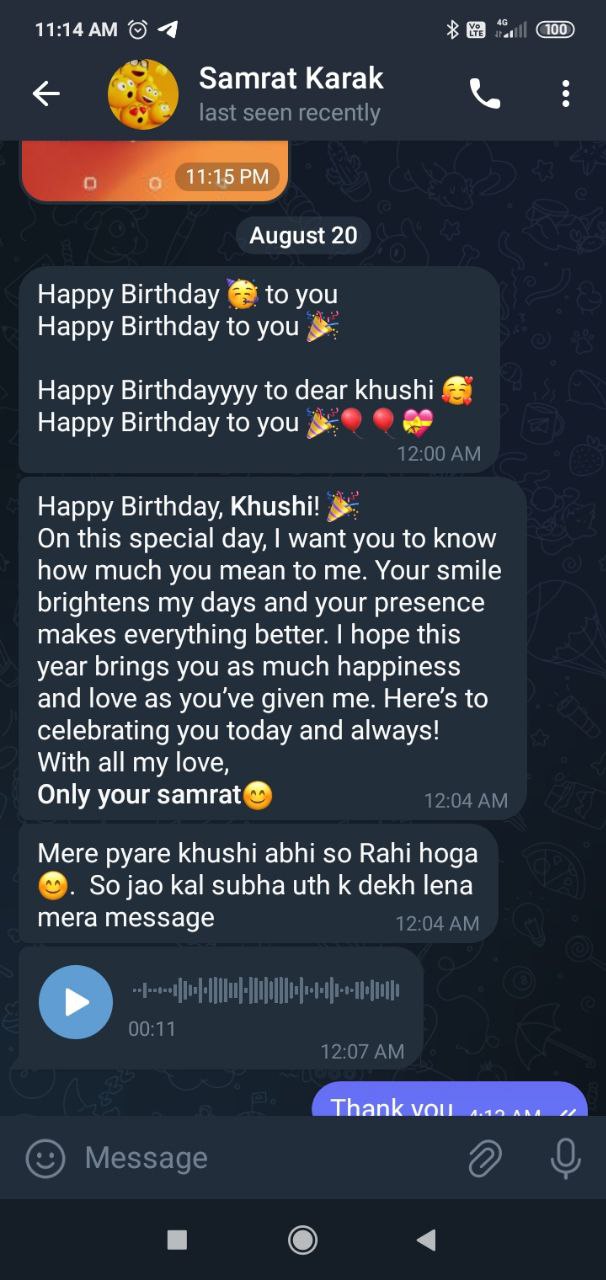 11:14 AM
4G
Vo
LTE
100
Samrat Karak
last seen recently
11:15 PM
August 20
Happy Birthday 🥳 to you
Happy Birthday to you 🎉
Happy Birthdayyyy to dear khushi 🥰
Happy Birthday to you 🎉🎈🎈💝
12:00 AM
Happy Birthday, Khushi! 🎉
On this special day, I want you to know
how much you mean to me. Your smile
brightens my days and your presence
makes everything better. I hope this
year brings you as much happiness
and love as you’ve given me. Here’s to
celebrating you today and always!
With all my love,
Only your samrat😊
12:04 AM
Mere pyare khushi abhi so Rahi hoga
😊.  So jao kal subha uth k dekh lena
mera message
12:04 AM
00:11
12:07 AM
Thank you
4:13 AM
Message